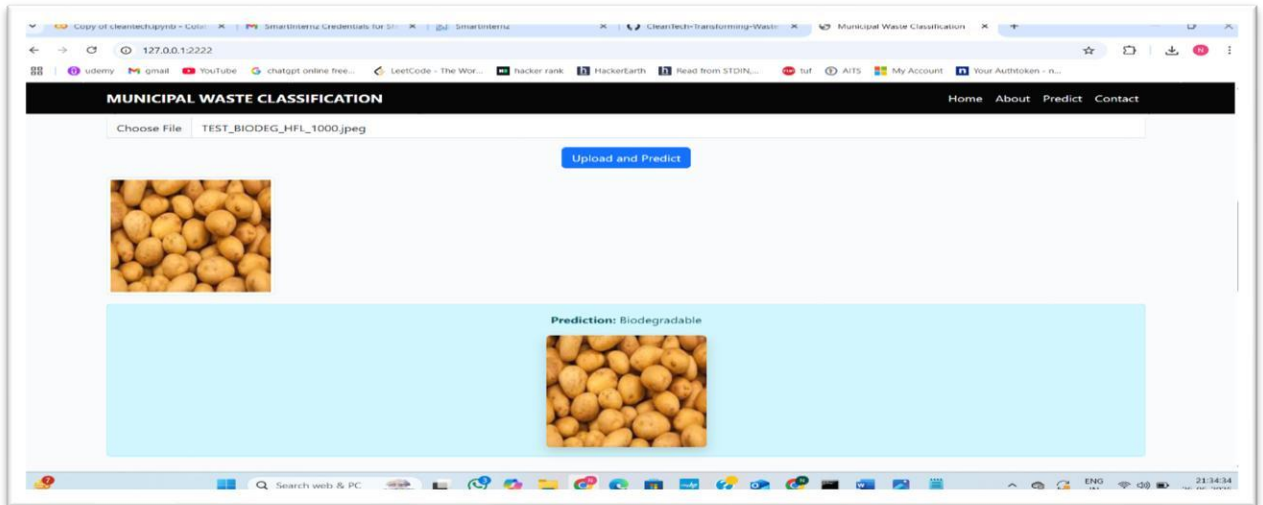 Copy of cleantech.ipynb - Colab
SmartInternz Credentials for
SmartInternz
CleanTech-Transforming-Waste
Municipal Waste Classification
127.0.0.1:2222
udemy
gmail
YouTube
chatgpt online free...
LeetCode - The Wor...
hacker rank
HackerEarth
Read from STDIN,...
tuf
AITS
My Account
Your Authtoken - n...
MUNICIPAL WASTE CLASSIFICATION
Home About Predict Contact
Choose File TEST_BIODEG_HFL_1000.jpeg
Upload and Predict
Prediction: Biodegradable
Search web & PC
ENG
21:34:34